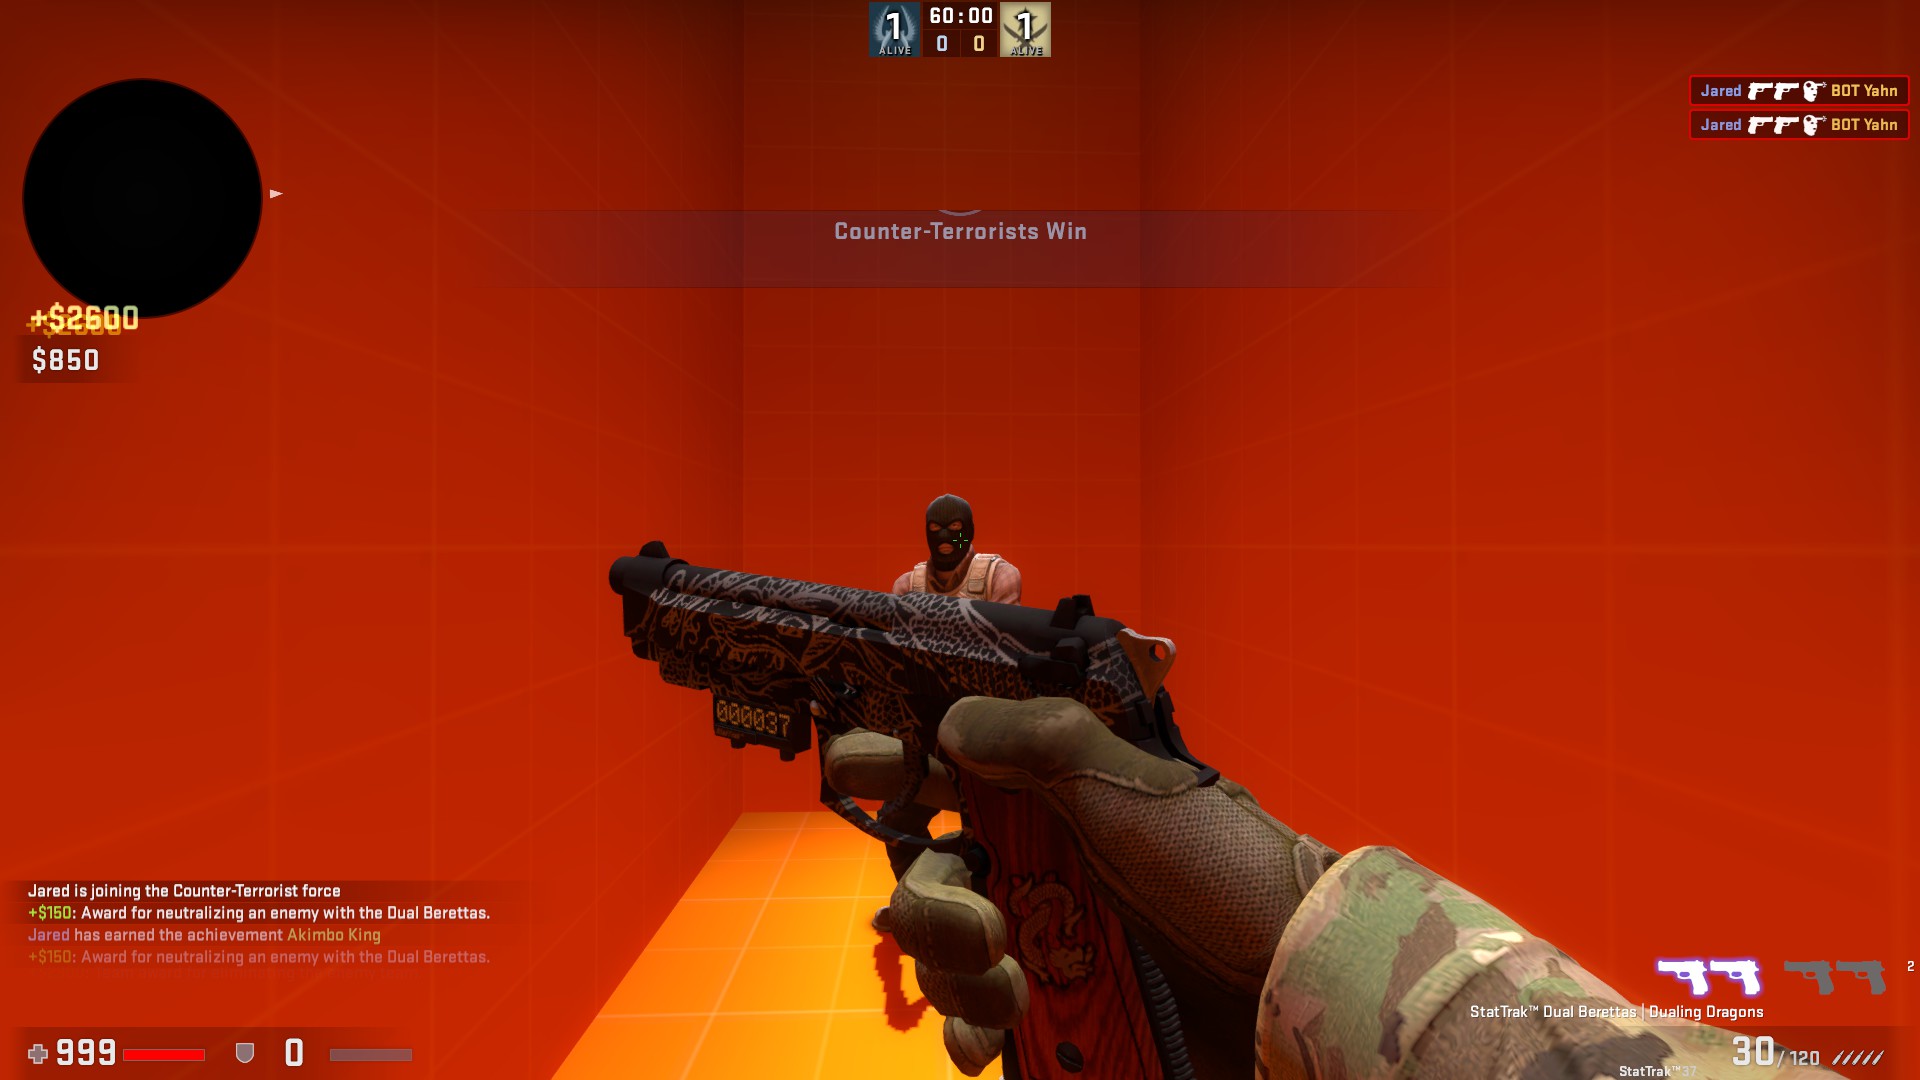 1
ALIVE
60:00
0 0
1
ALIVE
Jared BOT Yahn
Jared BOT Yahn
Counter-Terrorists Win
+$2600
$850
000037
Jared is joining the Counter-Terrorist force
+$150: Award for neutralizing an enemy with the Dual Berettas.
Jared has earned the achievement Akimbo King
+$150: Award for neutralizing an enemy with the Dual Berettas.
2
StatTrak™ Dual Berettas | Dualing Dragons
999 0
30/ 120
StatTrak™37